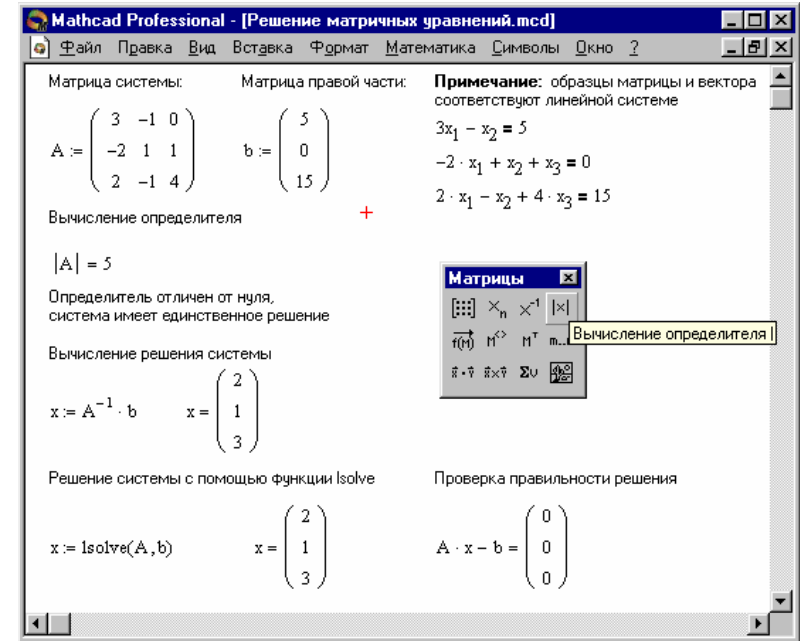 Mathcad Professional - [Решение матричных уравнений.mcd]
Файл Правка Вид Вставка Формат Математика Символы Окно ?
Матрица системы:
Матрица правой части:
Примечание: образцы матрицы и вектора
соответствуют линейной системе
A := ( 3 −1 0
−2 1 1
2 −1 4 )
b := ( 5
0
15 )
3x₁ − x₂ = 5
−2 · x₁ + x₂ + x₃ = 0
2 · x₁ − x₂ + 4 · x₃ = 15
Вычисление определителя
|A| = 5
Определитель отличен от нуля,
система имеет единственное решение
Матрицы
[:::] Xₙ X⁻¹ |×|
f(M) M<> Mᵀ m..n
Вычисление определителя |
ΣU
Вычисление решения системы
x := A⁻¹ · b
x = ( 2
1
3 )
Решение системы с помощью функции lsolve
Проверка правильности решения
x := lsolve(A,b)
x = ( 2
1
3 )
A · x − b = ( 0
0
0 )